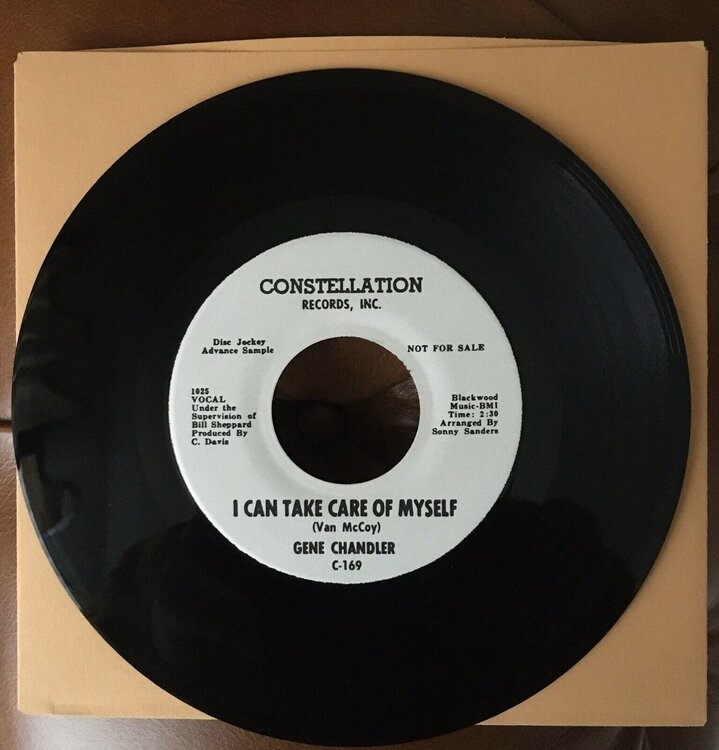 CONSTELLATION
RECORDS, INC.
Disc Jockey
Advance Sample
NOT FOR SALE
1025
VOCAL
Under the
Supervision of
Bill Sheppard
Produced By
C. Davis
Blackwood
Music-BMI
Time: 2:30
Arranged By
Sonny Sanders
I CAN TAKE CARE OF MYSELF
(Van McCoy)
GENE CHANDLER
C-169